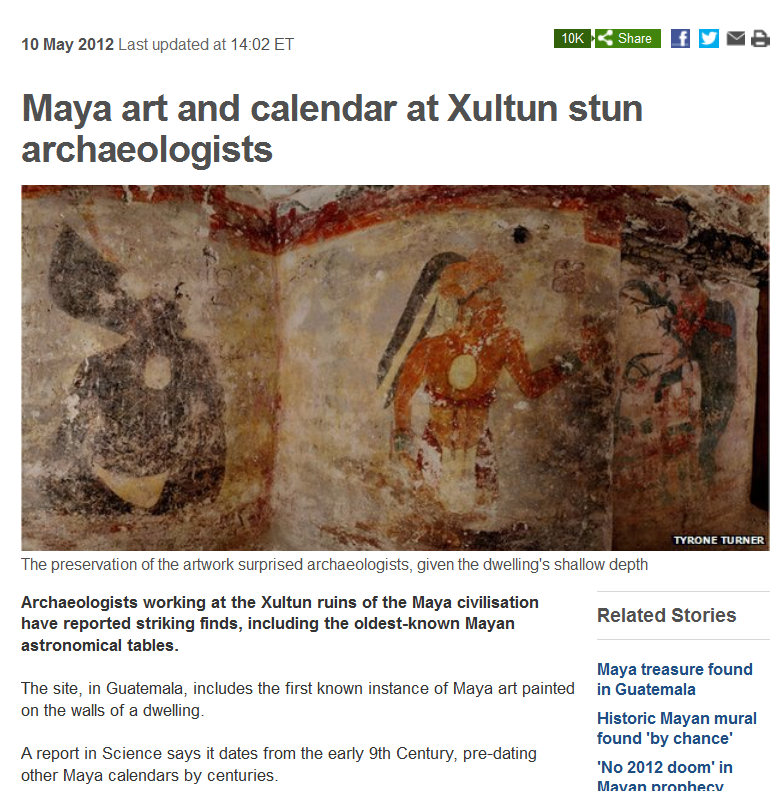 10 May 2012 Last updated at 14:02 ET
10K Share
Maya art and calendar at Xultun stun
archaeologists
TYRONE TURNER
The preservation of the artwork surprised archaeologists, given the dwelling's shallow depth
Archaeologists working at the Xultun ruins of the Maya civilisation
have reported striking finds, including the oldest-known Mayan
astronomical tables.
The site, in Guatemala, includes the first known instance of Maya art painted
on the walls of a dwelling.
A report in Science says it dates from the early 9th Century, pre-dating
other Maya calendars by centuries.
Related Stories
Maya treasure found
in Guatemala
Historic Mayan mural
found 'by chance'
'No 2012 doom' in
Mayan prophecy